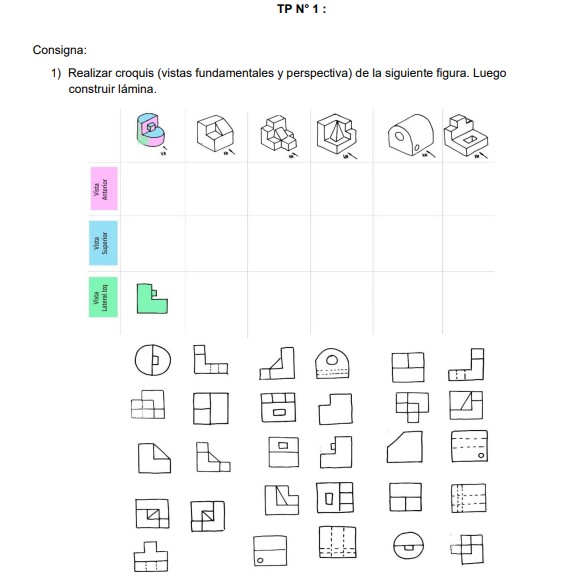 TP N° 1 :
Consigna:
1) Realizar croquis (vistas fundamentales y perspectiva) de la siguiente figura. Luego
construir lámina.
Vista
Anterior
Vista
Superior
Vista
Lateral Izq